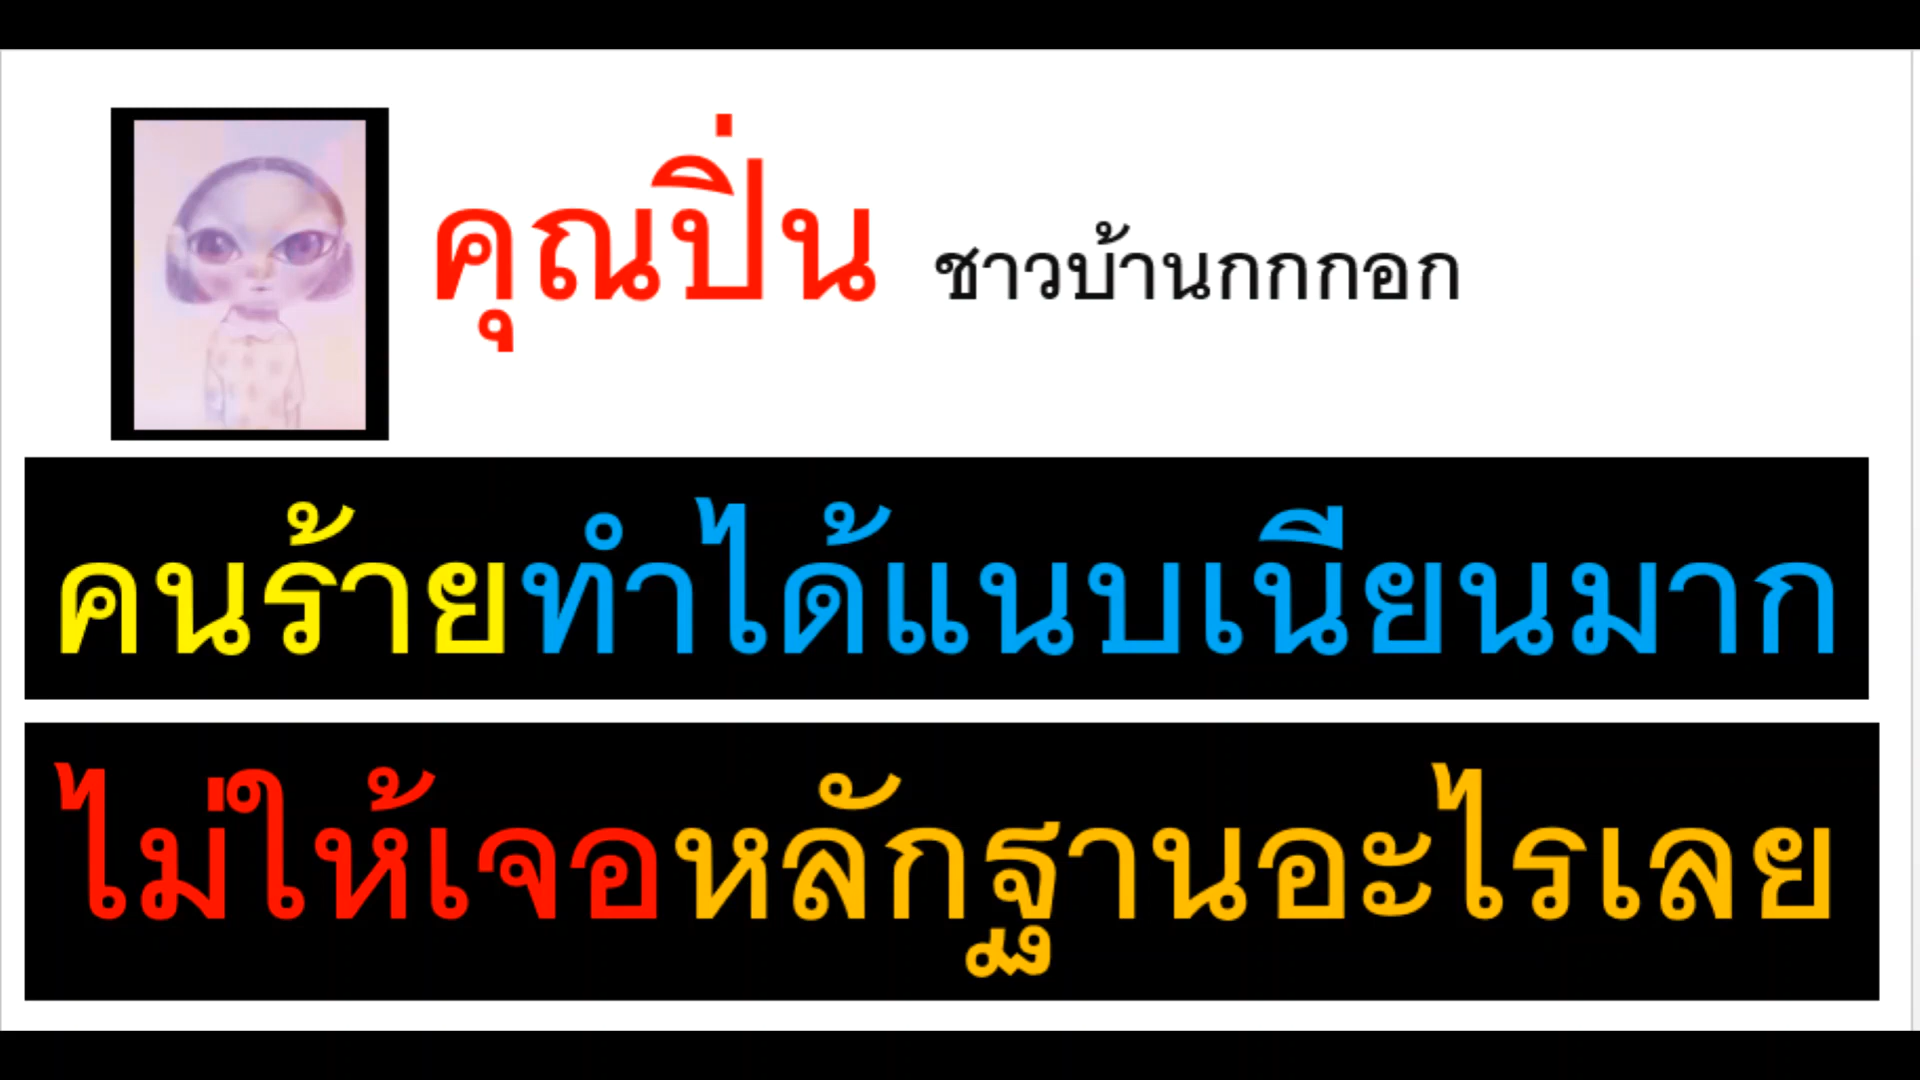 คุณปิ่น ชาวบ้านกกกอก
คนร้ายทำได้แนบเนียนมาก
ไม่ให้เจอหลักฐานอะไรเลย